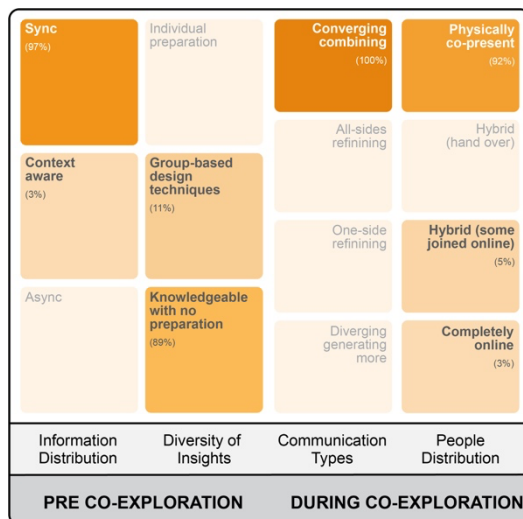 Sync
(97%)
Individual
preparation
Converging
combining
(100%)
Physically
co-present
(92%)
Context
aware
(3%)
Group-based
design
techniques
(11%)
All-sides
refinining
Hybrid
(hand over)
One-side
refinining
Hybrid (some
joined online)
(5%)
Async
Knowledgeable
with no
preparation
(89%)
Diverging
generating
more
Completely
online
(3%)
Information
Distribution
Diversity of
Insights
Communication
Types
People
Distribution
PRE CO-EXPLORATION
DURING CO-EXPLORATION